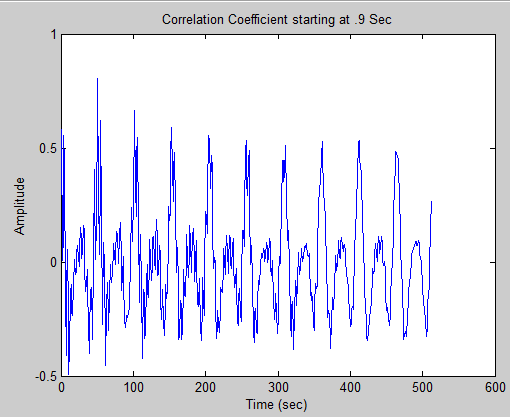 Correlation Coefficient starting at .9 Sec
1
0.5
0
-0.5
Amplitude
0 100 200 300 400 500 600
Time (sec)